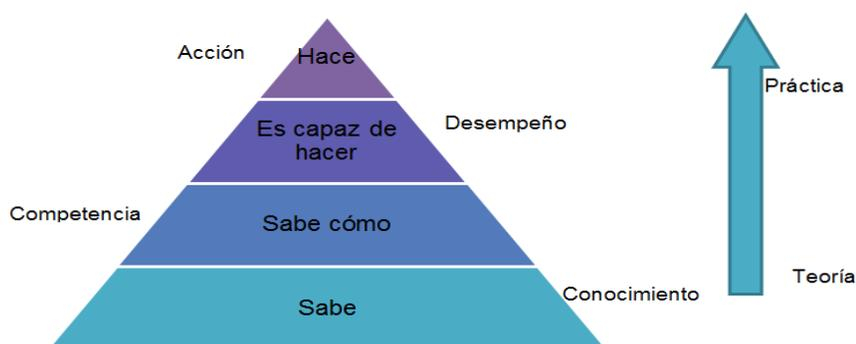 Acción
Hace
Práctica
Es capaz de
hacer
Desempeño
Competencia
Sabe cómo
Teoría
Conocimiento
Sabe